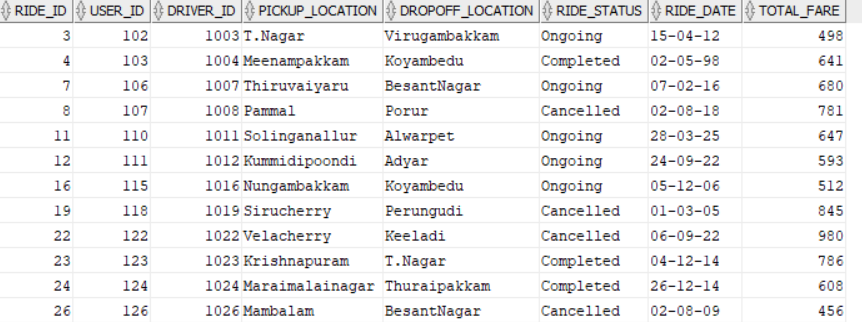 RIDE_ID USER_ID DRIVER_ID PICKUP_LOCATION DROPOFF_LOCATION RIDE_STATUS RIDE_DATE TOTAL_FARE
3 102 1003 T.Nagar Virugambakkam Ongoing 15-04-12 498
4 103 1004 Meenampakkam Koyambedu Completed 02-05-98 641
7 106 1007 Thiruvaiyaru BesantNagar Ongoing 07-02-16 680
8 107 1008 Pammal Porur Cancelled 02-08-18 781
11 110 1011 Solinganallur Alwarpet Ongoing 28-03-25 647
12 111 1012 Kummidipoondi Adyar Ongoing 24-09-22 593
16 115 1016 Nungambakkam Koyambedu Ongoing 05-12-06 512
19 118 1019 Sirucherry Perungudi Cancelled 01-03-05 845
22 122 1022 Velacherry Keeladi Cancelled 06-09-22 980
23 123 1023 Krishnapuram T.Nagar Completed 04-12-14 786
24 124 1024 Maraimalainagar Thuraipakkam Completed 26-12-14 608
26 126 1026 Mambalam BesantNagar Cancelled 02-08-09 456